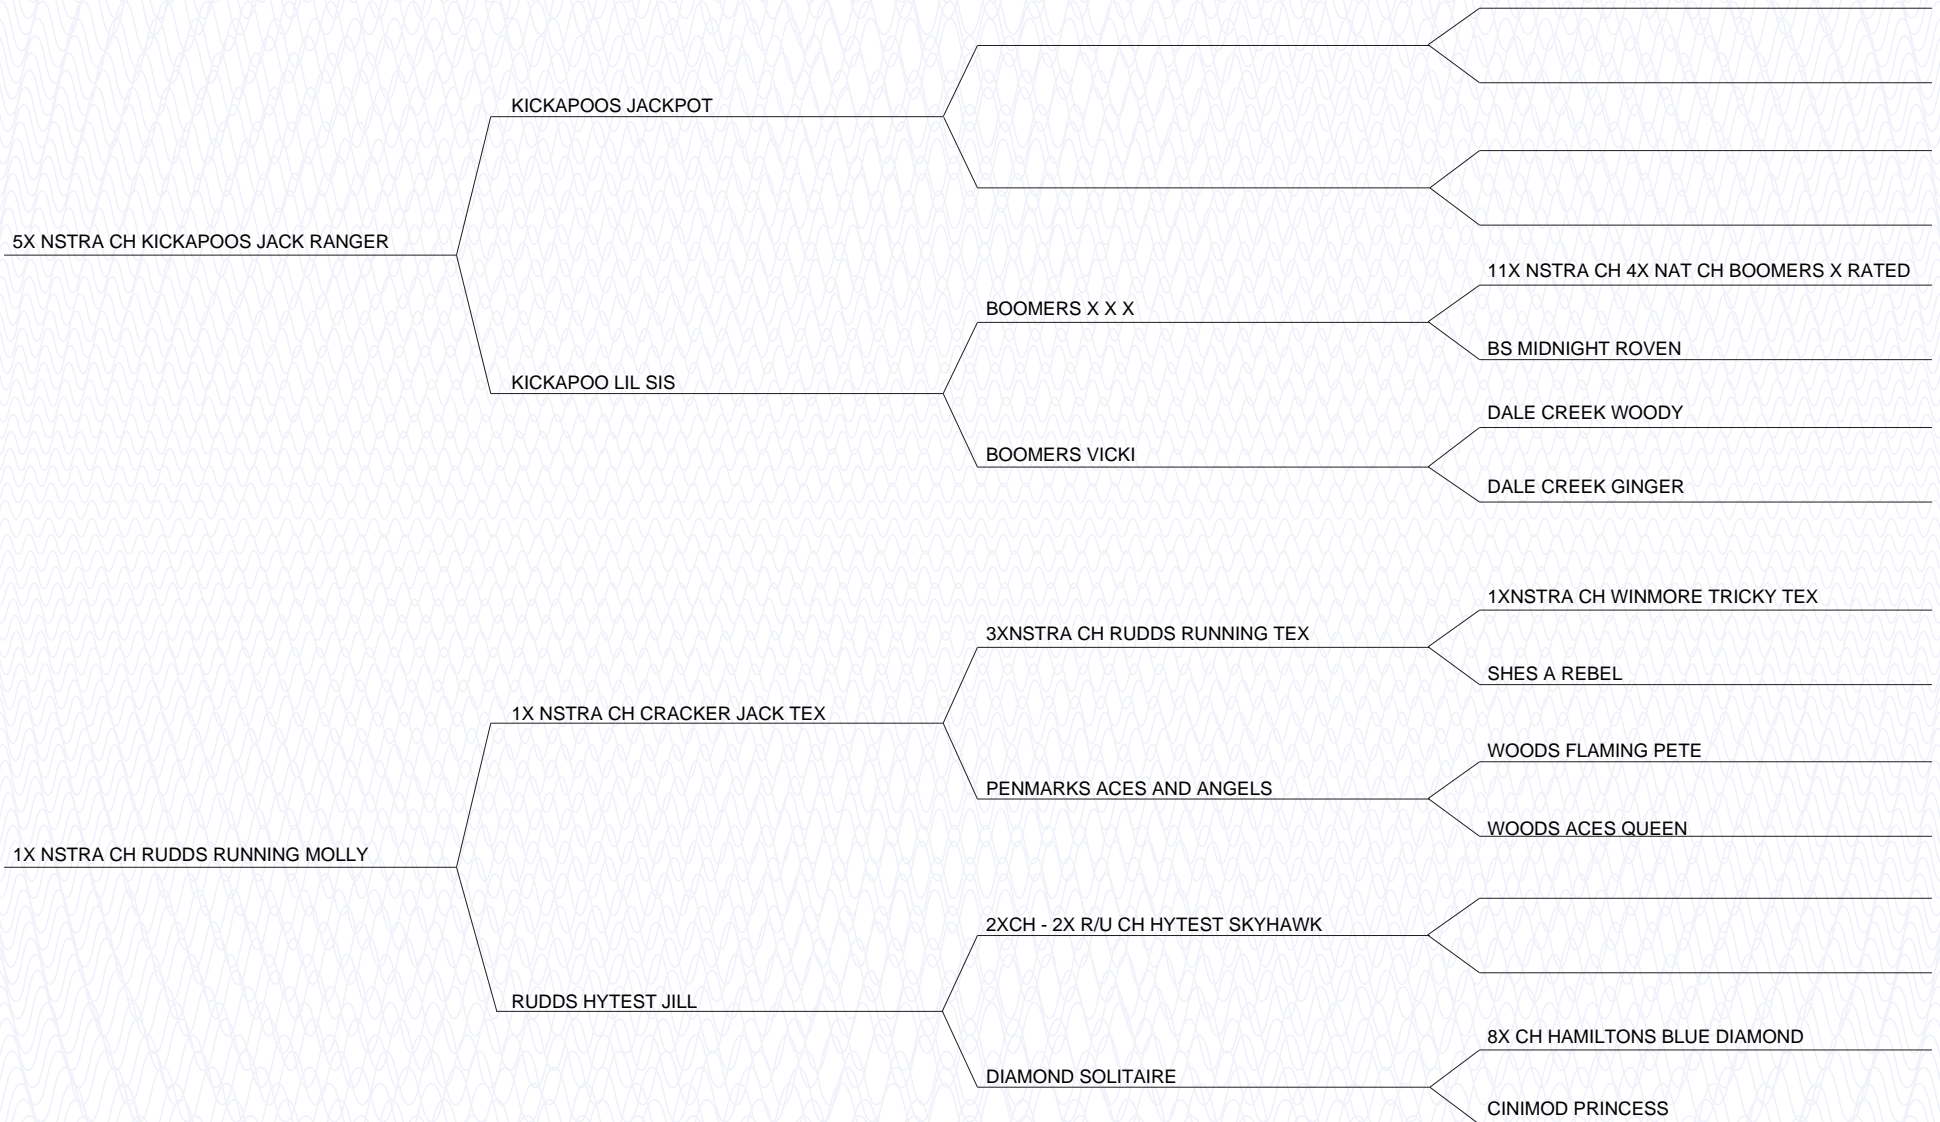 KICKAPOOS JACKPOT
5X NSTRA CH KICKAPOOS JACK RANGER
11X NSTRA CH 4X NAT CH BOOMERS X RATED
BOOMERS X X X
BS MIDNIGHT ROVEN
KICKAPOO LIL SIS
DALE CREEK WOODY
BOOMERS VICKI
DALE CREEK GINGER
1XNSTRA CH WINMORE TRICKY TEX
3XNSTRA CH RUDDS RUNNING TEX
SHES A REBEL
1X NSTRA CH CRACKER JACK TEX
WOODS FLAMING PETE
PENMARKS ACES AND ANGELS
WOODS ACES QUEEN
1X NSTRA CH RUDDS RUNNING MOLLY
2XCH - 2X R/U CH HYTEST SKYHAWK
RUDDS HYTEST JILL
8X CH HAMILTONS BLUE DIAMOND
DIAMOND SOLITAIRE
CINIMOD PRINCESS